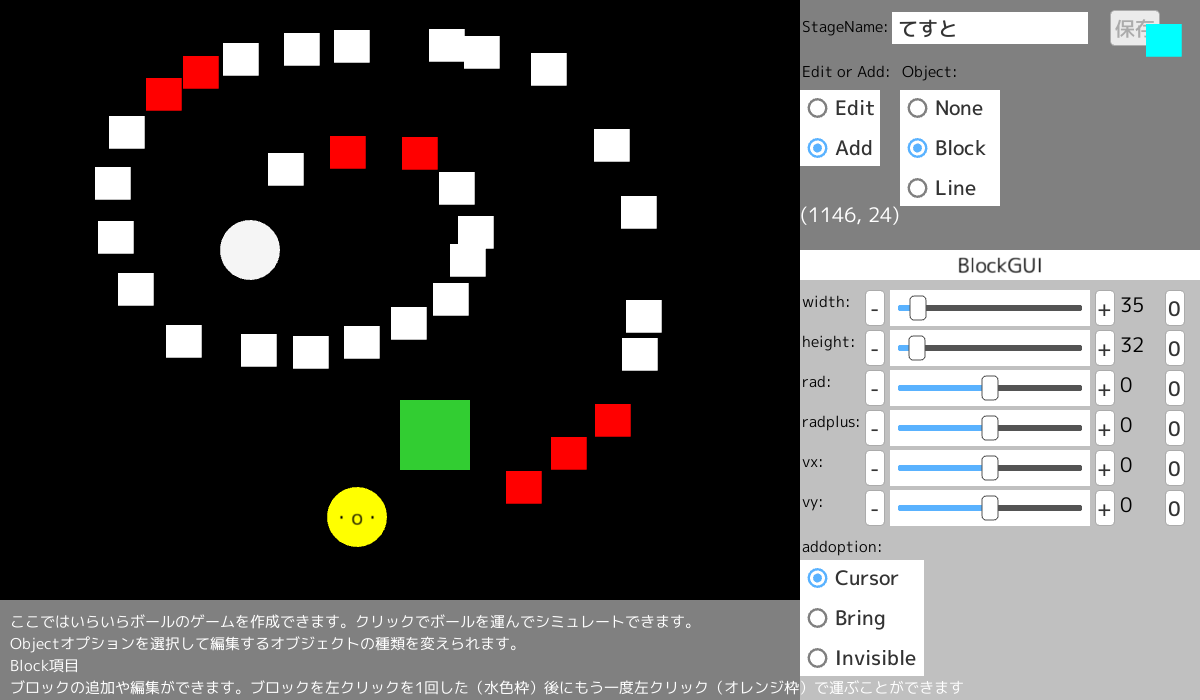 StageName: てすと 保存
Edit or Add: Object:
Edit None
Add Block
Line
(1146, 24)
BlockGUI
width: - + 35 0
height: - + 32 0
rad: - + 0 0
radplus: - + 0 0
vx: - + 0 0
vy: - + 0 0
addoption:
Cursor
Bring
Invisible
・o・
ここではいらいらボールのゲームを作成できます。クリックでボールを運んでシミュレートできます。
Objectオプションを選択して編集するオブジェクトの種類を変えられます。
Block項目
ブロックの追加や編集ができます。ブロックを左クリックを1回した（水色枠）後にもう一度左クリック（オレンジ枠）で運ぶことができます